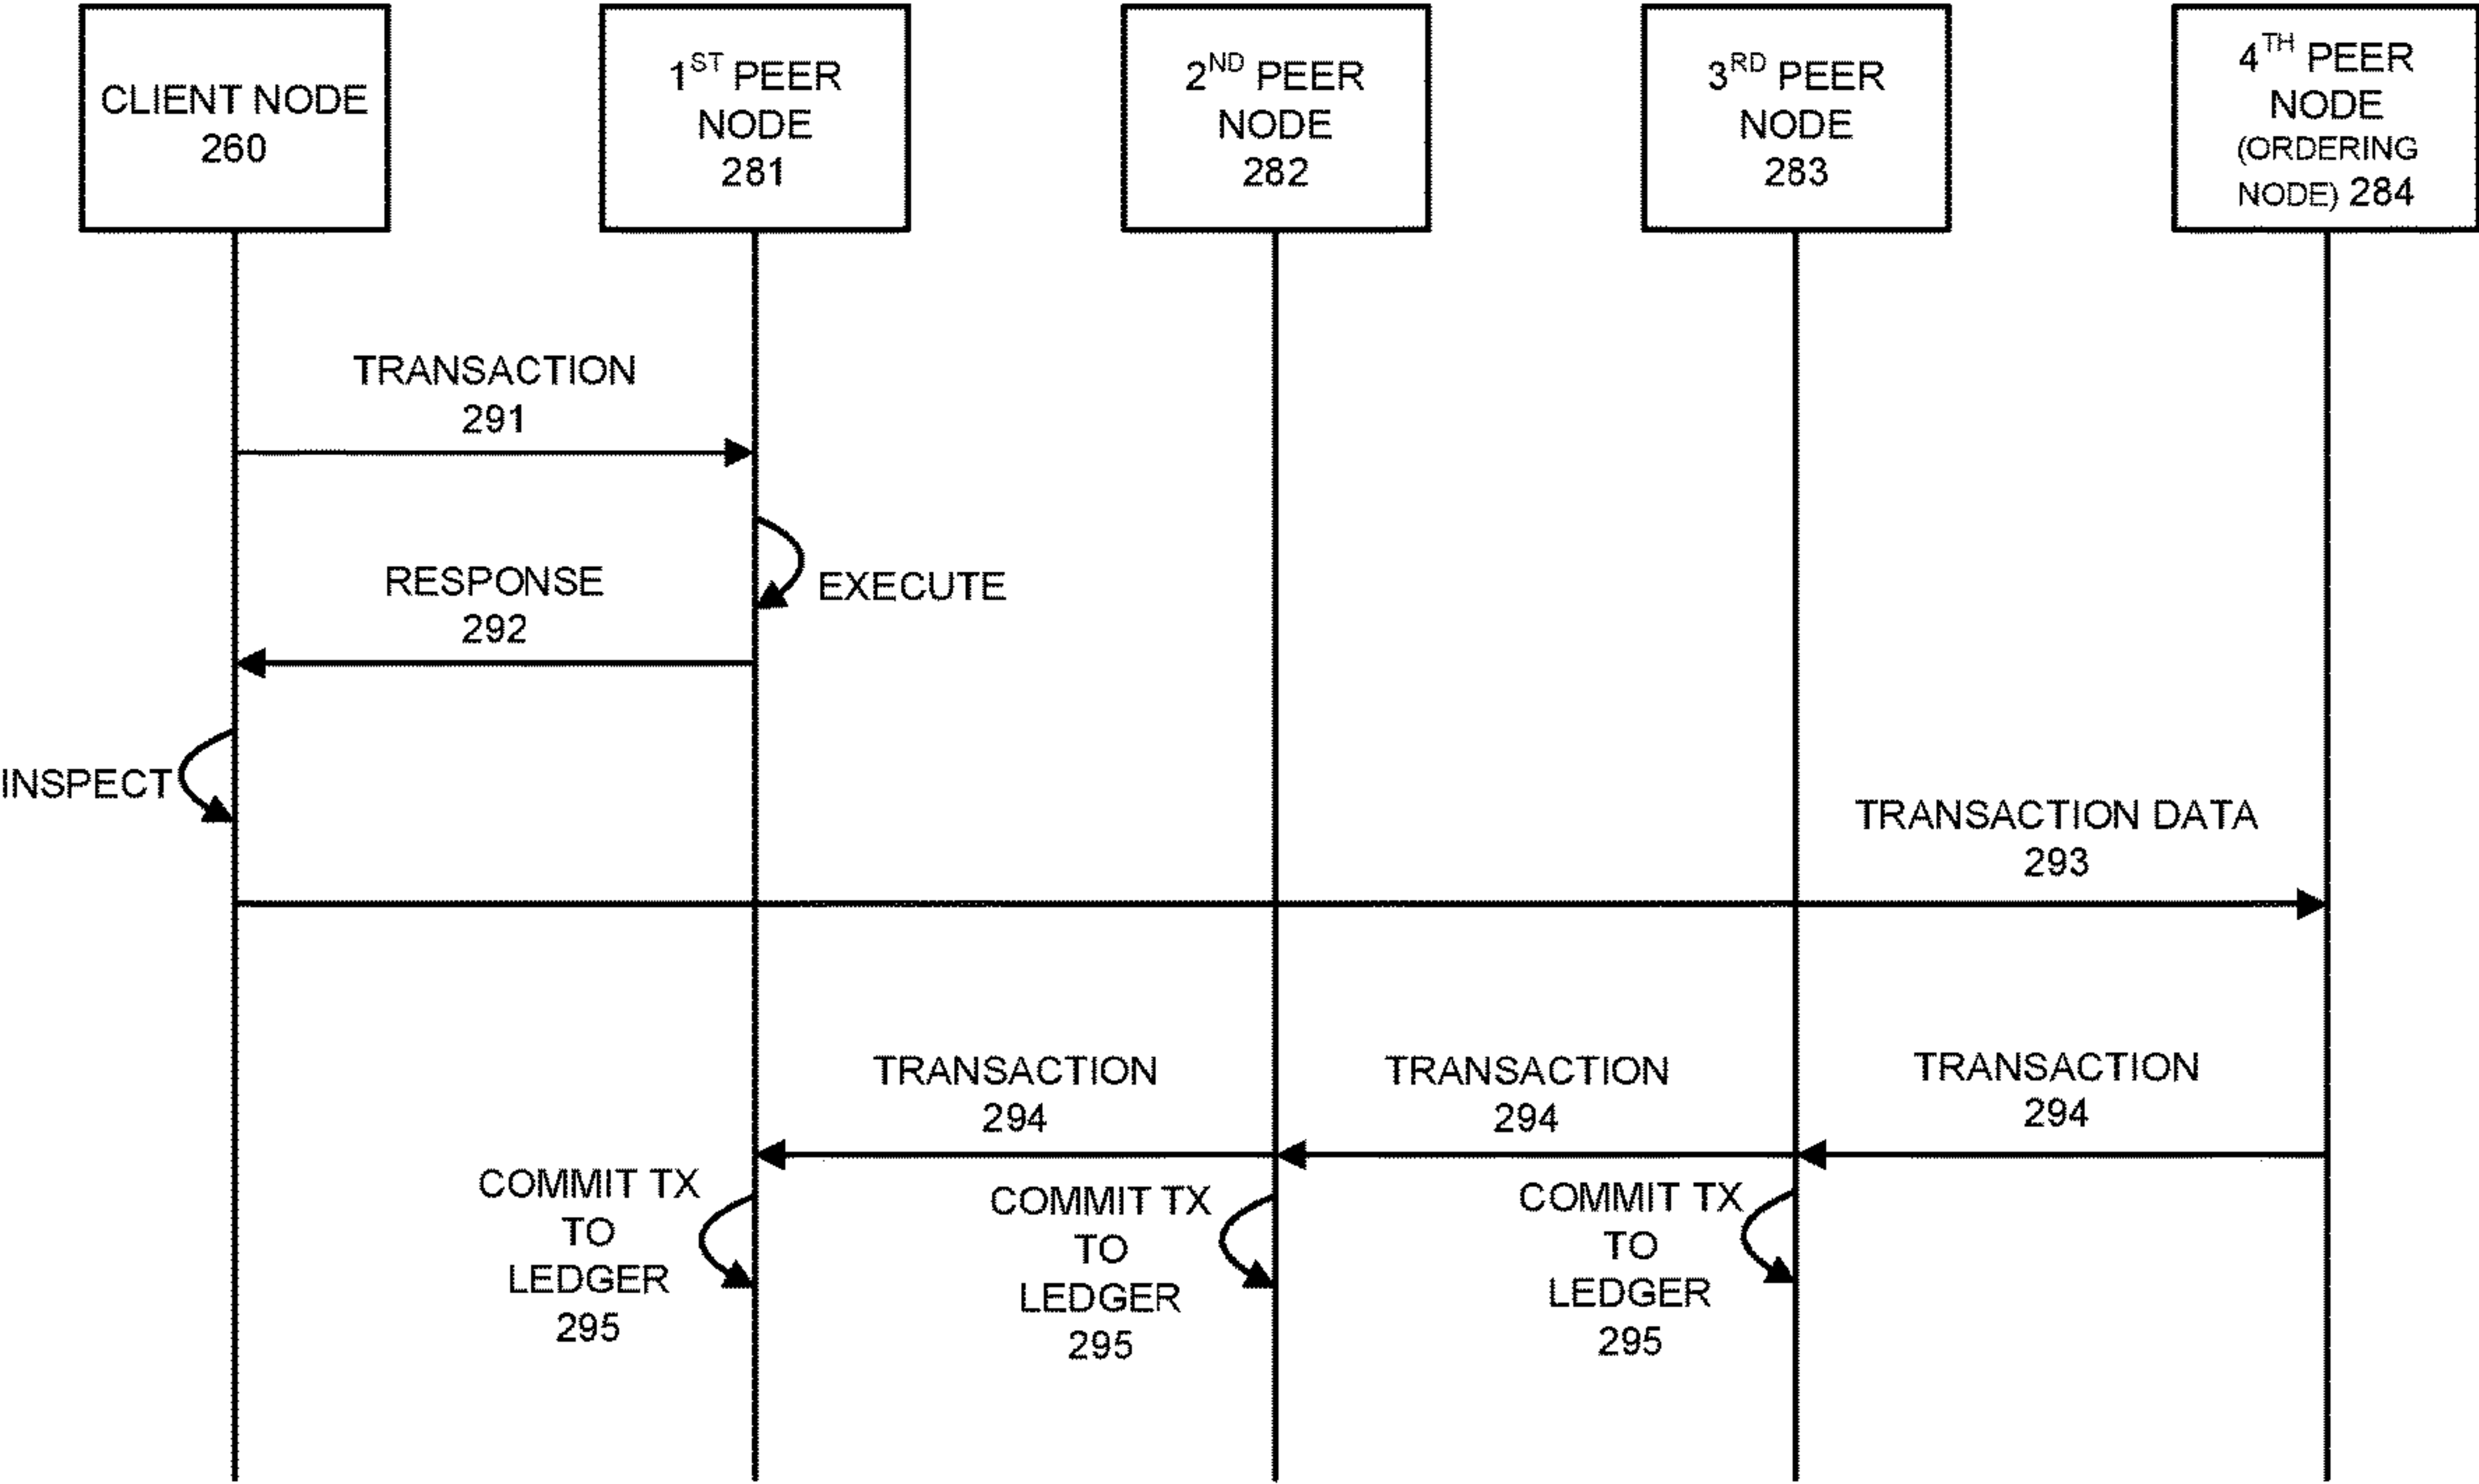 CLIENT NODE
260
1ST PEER
NODE
281
2ND PEER
NODE
282
3RD PEER
NODE
283
4TH PEER
NODE
(ORDERING
NODE) 284
TRANSACTION
291
EXECUTE
RESPONSE
292
INSPECT
TRANSACTION DATA
293
TRANSACTION
294
TRANSACTION
294
TRANSACTION
294
COMMIT TX
TO
LEDGER
295
COMMIT TX
TO
LEDGER
295
COMMIT TX
TO
LEDGER
295